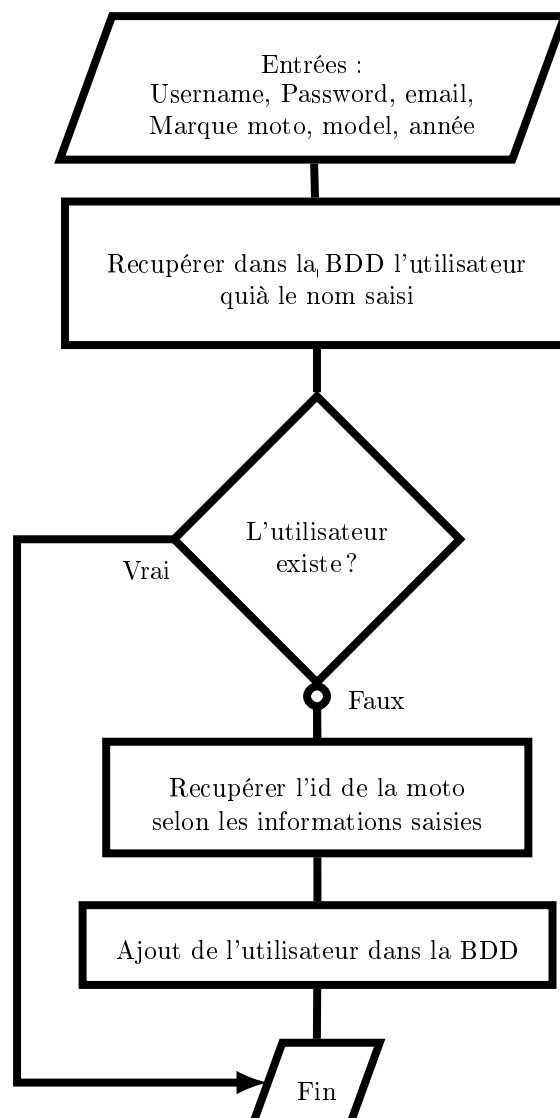 Entrées :
Username, Password, email,
Marque moto, model, année
Recupérer dans la BDD l'utilisateur
quià le nom saisi
L'utilisateur
existe ?
Vrai
Faux
Recupérer l'id de la moto
selon les informations saisies
Ajout de l'utilisateur dans la BDD
Fin